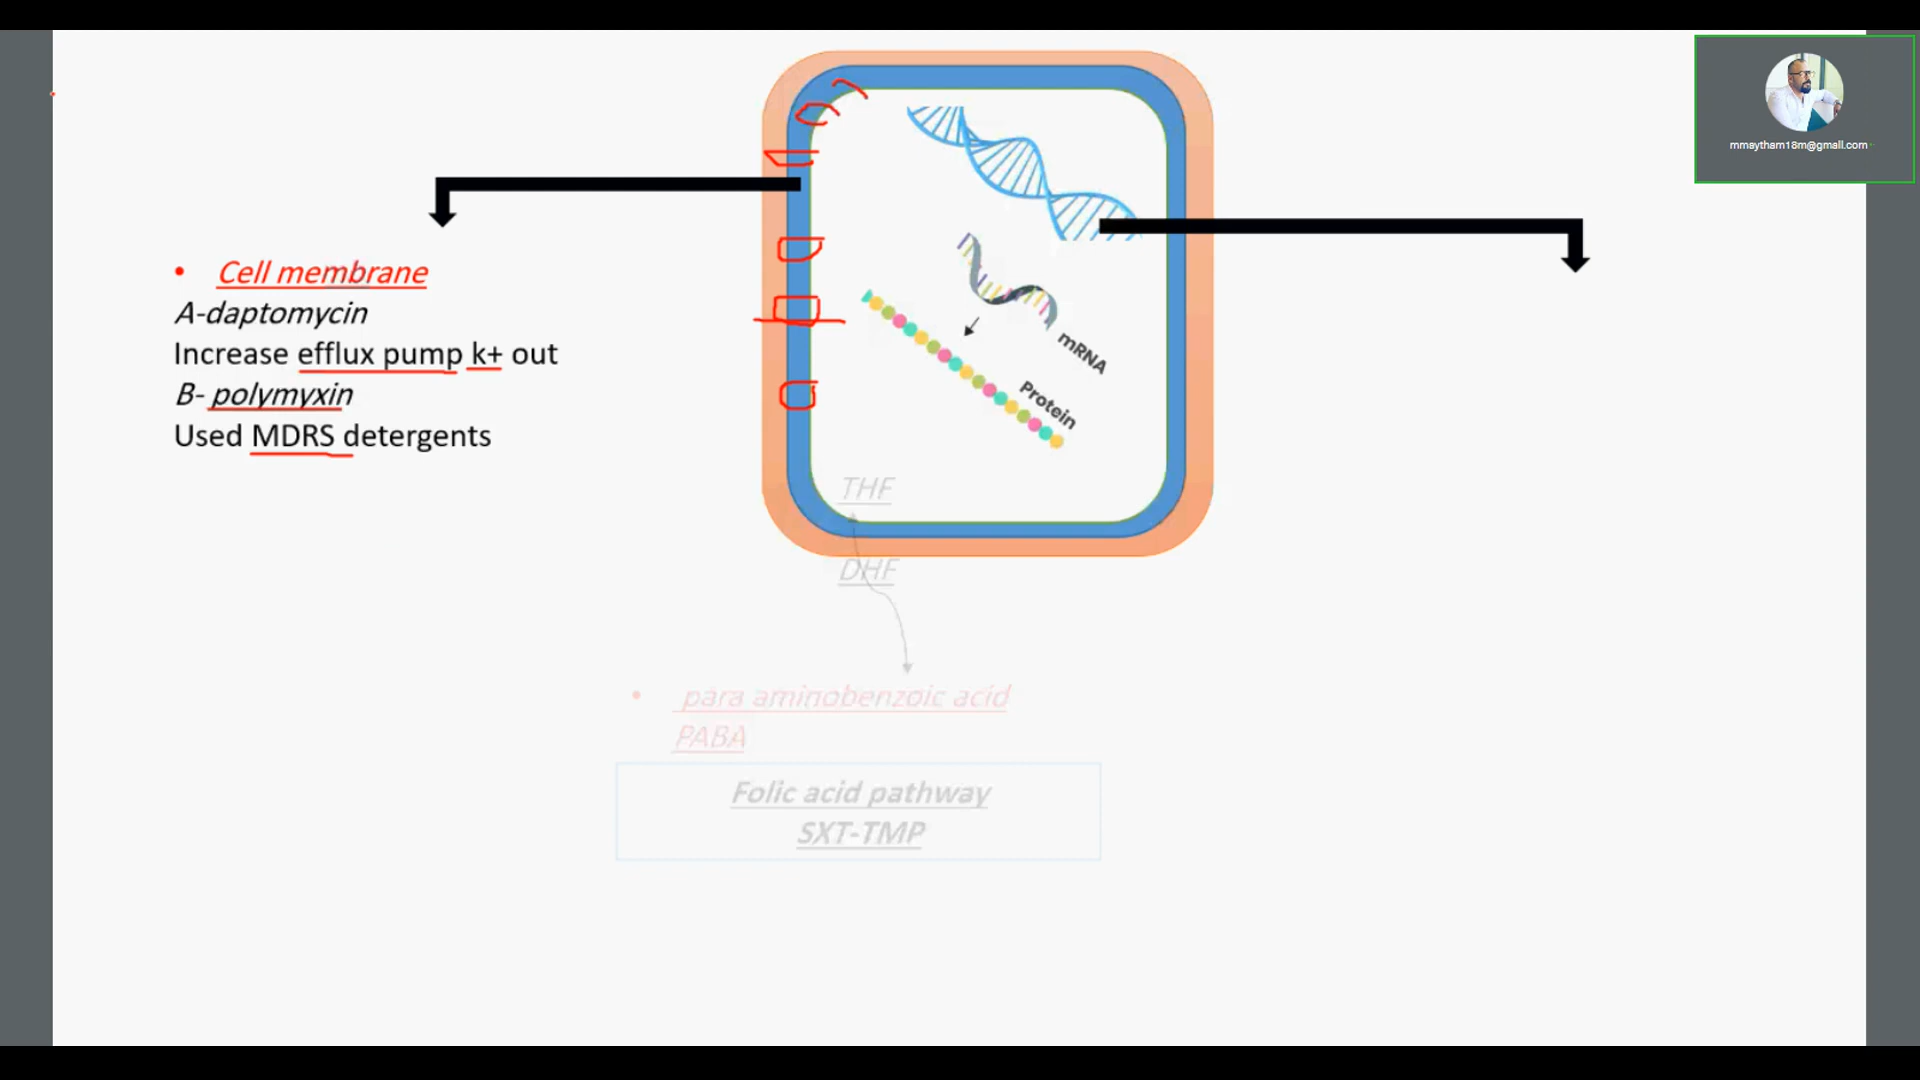 mmaytham18m@gmail.com
• Cell membrane
A-daptomycin
Increase efflux pump k+ out
B- polymyxin
Used MDRS detergents
mRNA
Protein
THF
DHF
• para aminobenzoic acid
PABA
Folic acid pathway
SXT-TMP